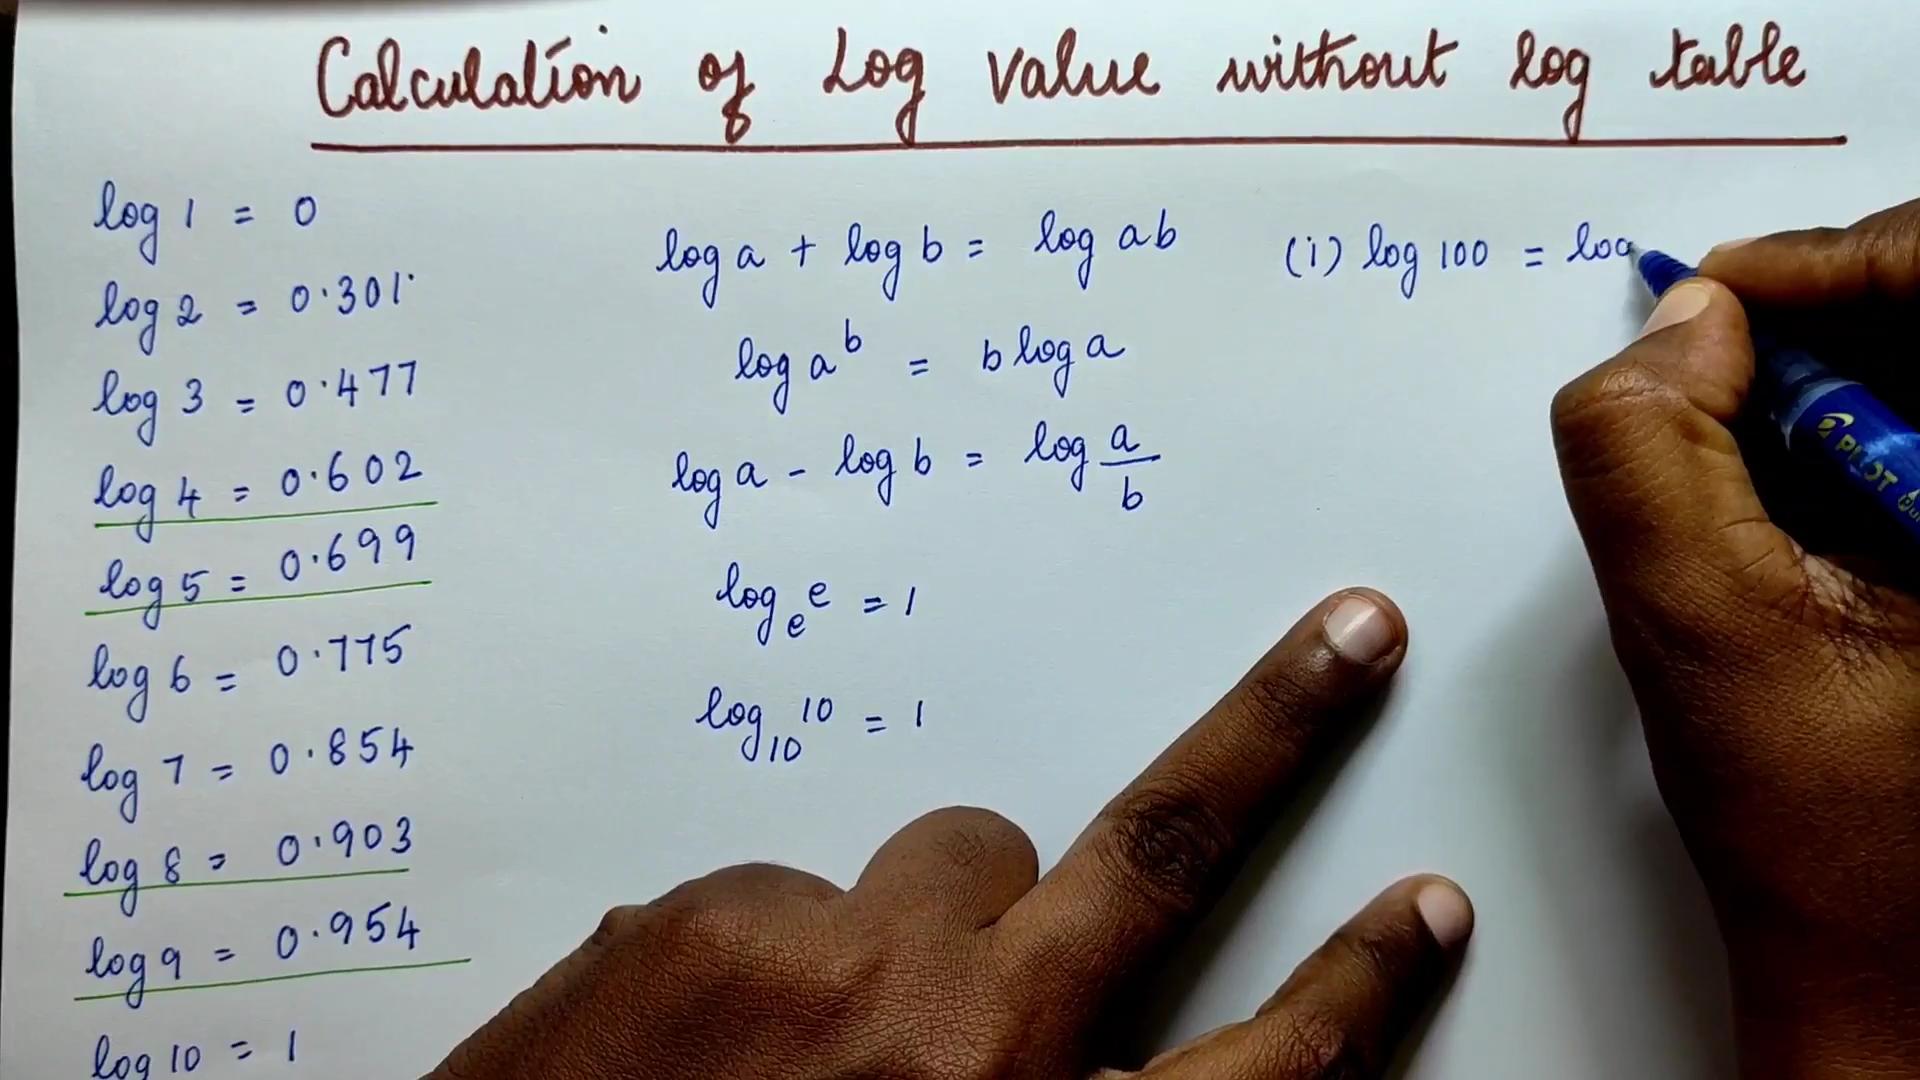 Calculation of Log value without log table
log 1 = 0
log 2 = 0.301
log 3 = 0.477
log 4 = 0.602
log 5 = 0.699
log 6 = 0.775
log 7 = 0.854
log 8 = 0.903
log 9 = 0.954
log 10 = 1
log a + log b = log ab
log a^b = b log a
log a - log b = log a/b
log_e e = 1
log_10 10 = 1
(i) log 100 = log
PILOT